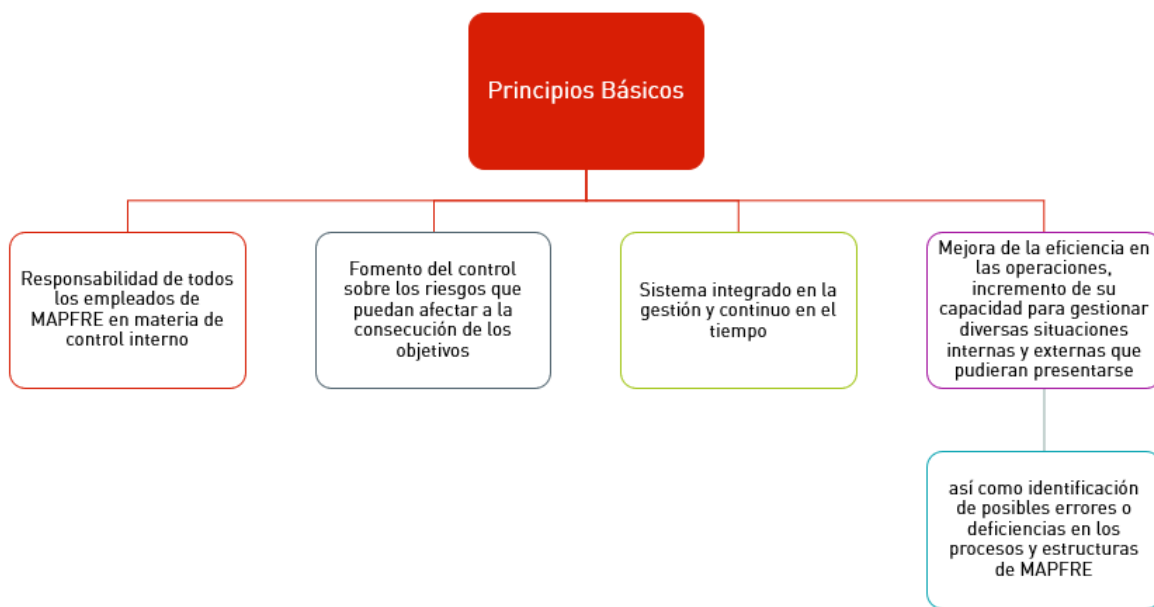 Principios Básicos
Responsabilidad de todos
los empleados de
MAPFRE en materia de
control interno
Fomento del control
sobre los riesgos que
puedan afectar a la
consecución de los
objetivos
Sistema integrado en la
gestión y continuo en el
tiempo
Mejora de la eficiencia en
las operaciones,
incremento de su
capacidad para gestionar
diversas situaciones
internas y externas que
pudieran presentarse
así como identificación
de posibles errores o
deficiencias en los
procesos y estructuras
de MAPFRE